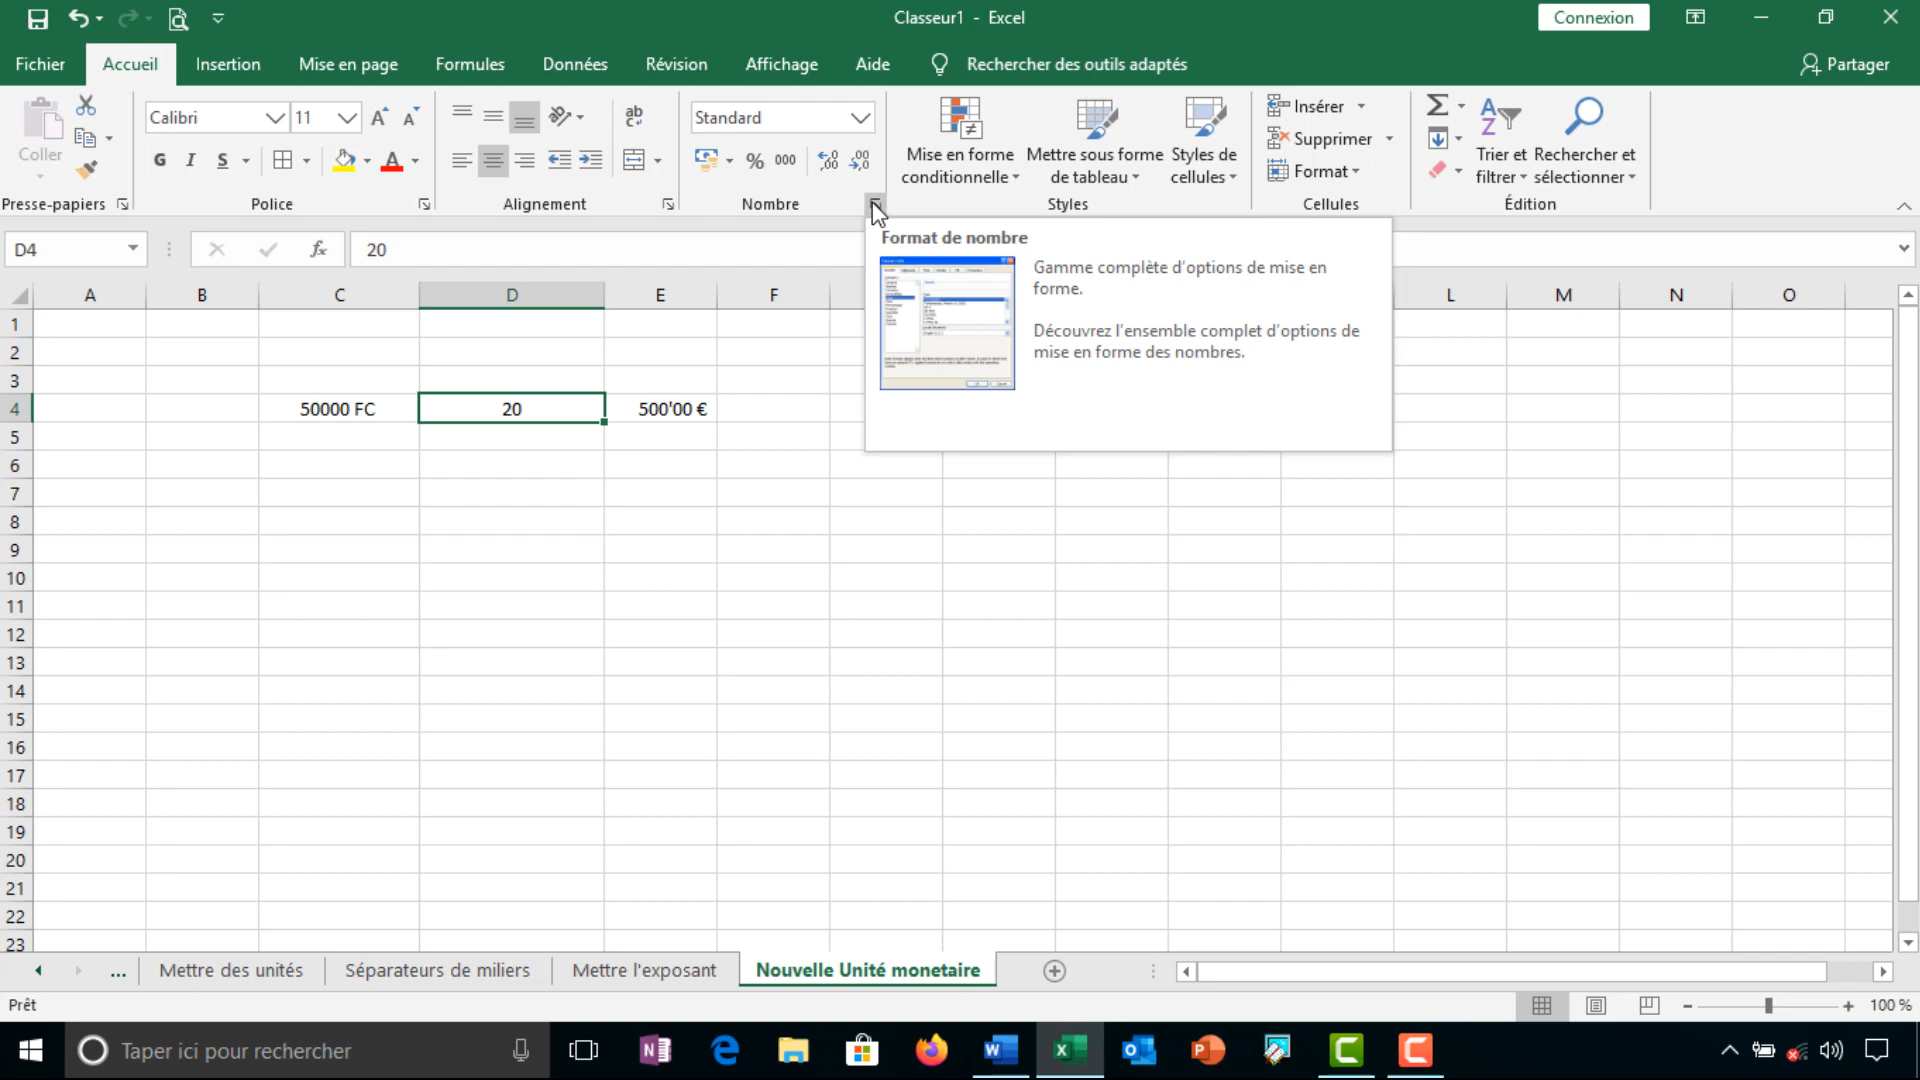 Classeur1 - Excel
Connexion
Fichier
Accueil
Insertion
Mise en page
Formules
Données
Révision
Affichage
Aide
Rechercher des outils adaptés
Partager
Coller
Presse-papiers
Calibri
11
G I S
A
Police
ab
Alignement
Standard
% 000
Nombre
Mise en forme
conditionnelle
Mettre sous forme
de tableau
Styles de
cellules
Styles
Insérer
Supprimer
Format
Cellules
Trier et
filtrer
Rechercher et
sélectionner
Édition
D4
fx
20
Format de nombre
Gamme complète d'options de mise en
forme.
Découvrez l'ensemble complet d'options de
mise en forme des nombres.
A B C D E F L M N O
1
2
3
4 50000 FC 20 500'00 €
5
6
7
8
9
10
11
12
13
14
15
16
17
18
19
20
21
22
23
... Mettre des unités Séparateurs de miliers Mettre l'exposant Nouvelle Unité monetaire
Prêt
100 %
Taper ici pour rechercher